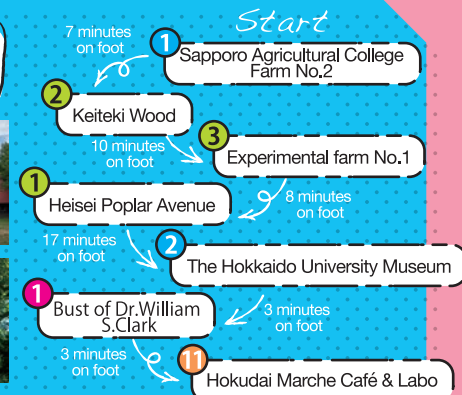 Start
7 minutes
on foot
1
Sapporo Agricultural College
Farm No.2
2
Keiteki Wood
10 minutes
on foot
3
Experimental farm No.1
1
Heisei Poplar Avenue
8 minutes
on foot
17 minutes
on foot
2
The Hokkaido University Museum
1
Bust of Dr.William
S.Clark
3 minutes
on foot
3 minutes
on foot
11
Hokudai Marche Café & Labo